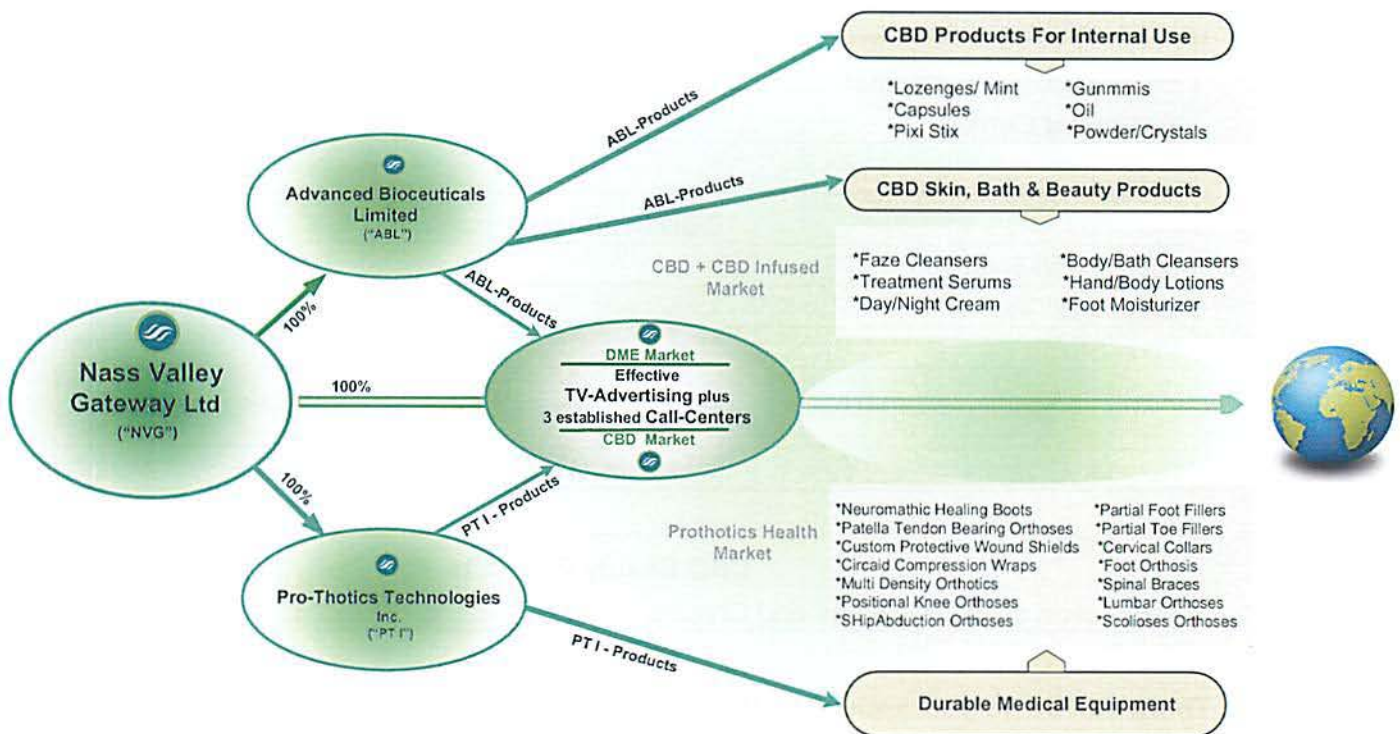 CBD Products For Internal Use
*Lozenges/ Mint
*Capsules
*Pixi Stix
*Gunmmis
*Oil
*Powder/Crystals
ABL-Products
Advanced Bioceuticals
Limited
("ABL")
ABL-Products
CBD Skin, Bath & Beauty Products
*Faze Cleansers
*Treatment Serums
*Day/Night Cream
*Body/Bath Cleansers
*Hand/Body Lotions
*Foot Moisturizer
CBD + CBD Infused
Market
ABL-Products
100%
Nass Valley
Gateway Ltd
("NVG")
100%
DME Market
Effective
TV-Advertising plus
3 established Call-Centers
CBD Market
100%
PT I - Products
Prothotics Health
Market
*Neuromathic Healing Boots
*Patella Tendon Bearing Orthoses
*Custom Protective Wound Shields
*Circaid Compression Wraps
*Multi Density Orthotics
*Positional Knee Orthoses
*SHipAbduction Orthoses
*Partial Foot Fillers
*Partial Toe Fillers
*Cervical Collars
*Foot Orthosis
*Spinal Braces
*Lumbar Orthoses
*Scolioses Orthoses
Pro-Thotics Technologies
Inc.
("PT I")
PT I - Products
Durable Medical Equipment